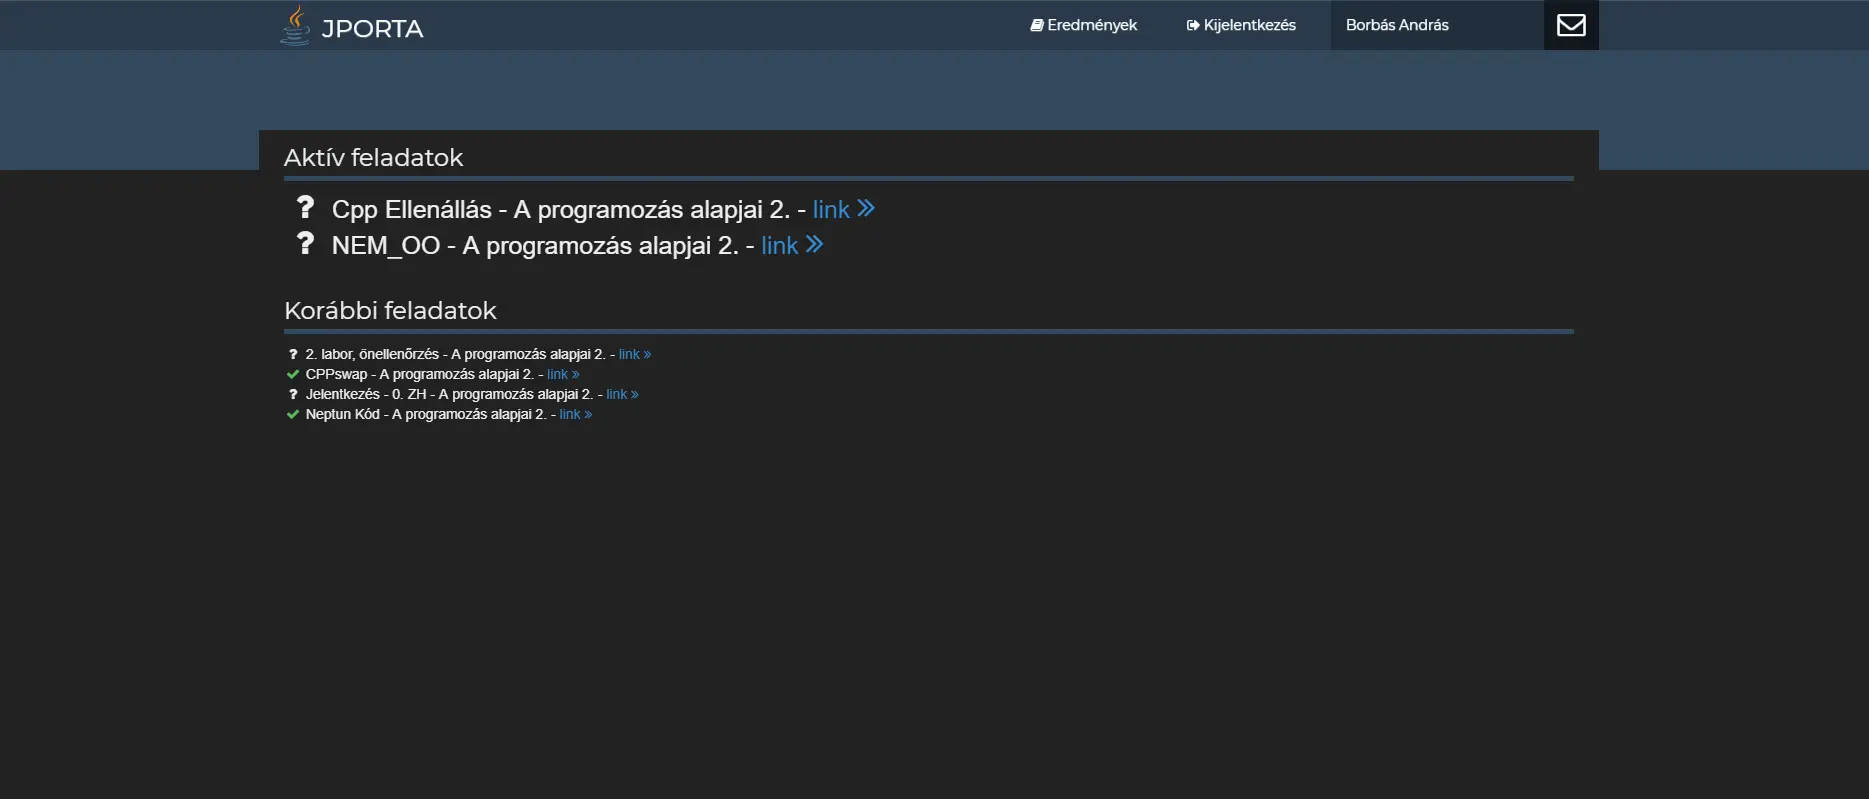 JPORTA
Eredmények
Kijelentkezés
Borbás András
Aktív feladatok
? Cpp Ellenállás - A programozás alapjai 2. - link »
? NEM_OO - A programozás alapjai 2. - link »
Korábbi feladatok
? 2. labor, önellenőrzés - A programozás alapjai 2. - link »
✔ CPPswap - A programozás alapjai 2. - link »
? Jelentkezés - 0. ZH - A programozás alapjai 2. - link »
✔ Neptun Kód - A programozás alapjai 2. - link »